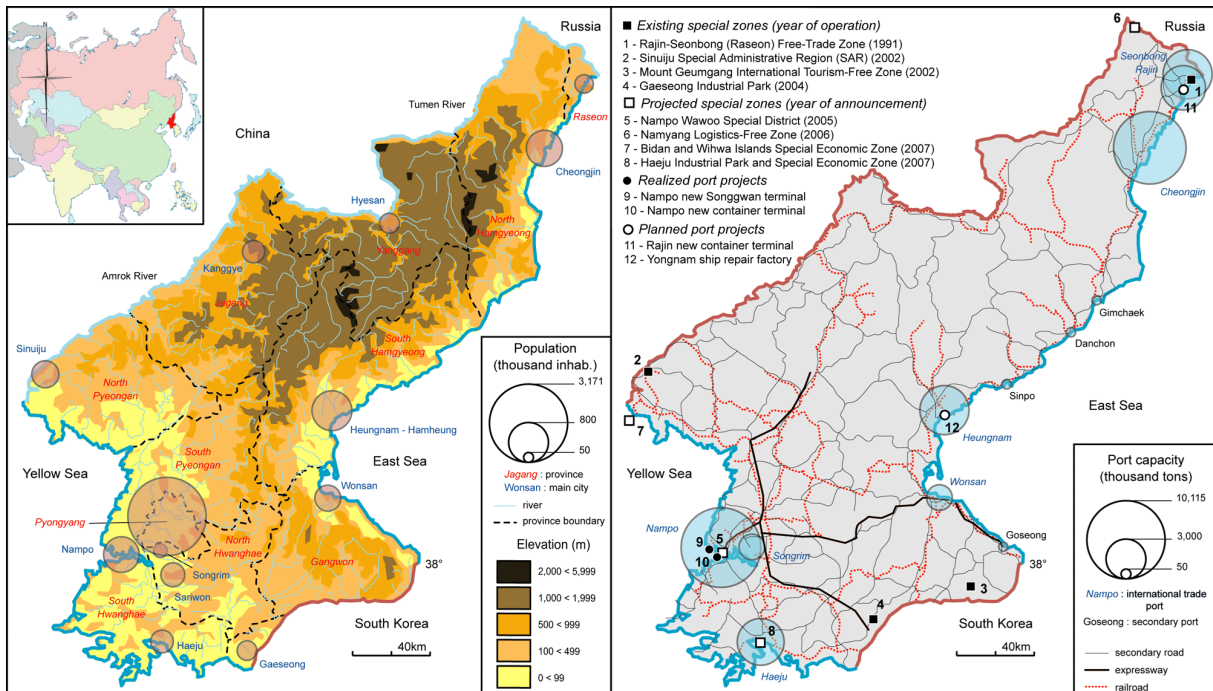 N
Russia
Tumen River
Raseon
China
Cheongjin
Hyesan
North
Hamgyeong
Yanggang
Kanggye
Amrok River
Jagang
South
Hamgyeong
Sinuiju
North
Pyeongan
Heungnam - Hamheung
South
Pyeongan
East Sea
Yellow Sea
Wonsan
Pyongyang
North
Hwanghae
Gangwon
Nampo
Songrim
38°
Sariwon
South
Hwanghae
South Korea
Haeju
Gaeseong
40km
Population
(thousand inhab.)
3,171
800
50
Jagang : province
Wonsan : main city
river
province boundary
Elevation (m)
2,000 < 5,999
1,000 < 1,999
500 < 999
100 < 499
0 < 99
Existing special zones (year of operation)
1 - Rajin-Seonbong (Raseon) Free-Trade Zone (1991)
2 - Sinuiju Special Administrative Region (SAR) (2002)
3 - Mount Geumgang International Tourism-Free Zone (2002)
4 - Gaeseong Industrial Park (2004)
Projected special zones (year of announcement)
5 - Nampo Wawoo Special District (2005)
6 - Namyang Logistics-Free Zone (2006)
7 - Bidan and Wihwa Islands Special Economic Zone (2007)
8 - Haeju Industrial Park and Special Economic Zone (2007)
Realized port projects
9 - Nampo new Songgwan terminal
10 - Nampo new container terminal
Planned port projects
11 - Rajin new container terminal
12 - Yongnam ship repair factory
6
Russia
Seonbong
Rajin
1
11
Cheongjin
Gimchaek
Danchon
2
Sinpo
East Sea
7
12
Heungnam
Yellow Sea
Wonsan
Nampo
9
5
10
Songrim
Goseong
38°
3
4
South Korea
8
Haeju
40km
Port capacity
(thousand tons)
10,115
3,000
50
Nampo : international trade
port
Goseong : secondary port
secondary road
expressway
railroad